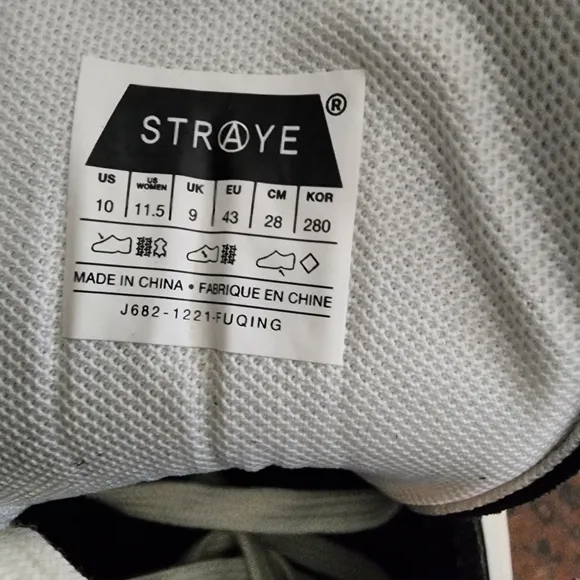 ®
STRAYE
US US WOMEN UK EU CM KOR
10 11.5 9 43 28 280
MADE IN CHINA • FABRIQUE EN CHINE
J682-1221-FUQING